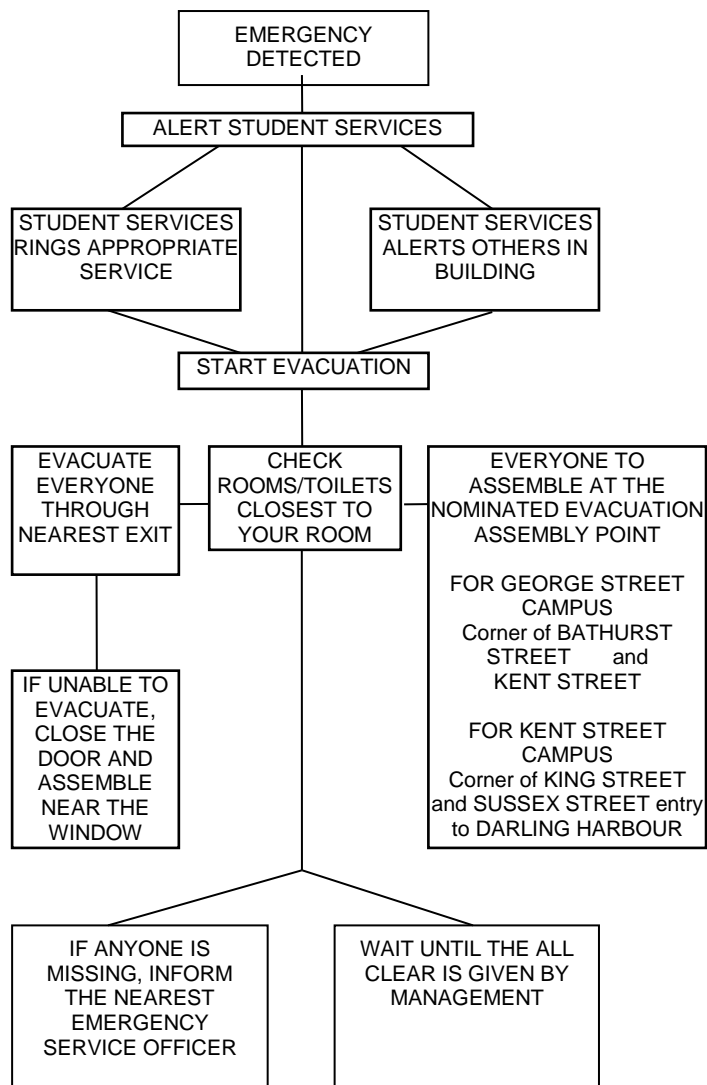 EMERGENCY
DETECTED
ALERT STUDENT SERVICES
STUDENT SERVICES
RINGS APPROPRIATE
SERVICE
STUDENT SERVICES
ALERTS OTHERS IN
BUILDING
START EVACUATION
EVACUATE
EVERYONE
THROUGH
NEAREST EXIT
CHECK
ROOMS/TOILETS
CLOSEST TO
YOUR ROOM
EVERYONE TO
ASSEMBLE AT THE
NOMINATED EVACUATION
ASSEMBLY POINT
FOR GEORGE STREET
CAMPUS
Corner of BATHURST
STREET and
KENT STREET
FOR KENT STREET
CAMPUS
Corner of KING STREET
and SUSSEX STREET entry
to DARLING HARBOUR
IF UNABLE TO
EVACUATE,
CLOSE THE
DOOR AND
ASSEMBLE
NEAR THE
WINDOW
IF ANYONE IS
MISSING, INFORM
THE NEAREST
EMERGENCY
SERVICE OFFICER
WAIT UNTIL THE ALL
CLEAR IS GIVEN BY
MANAGEMENT